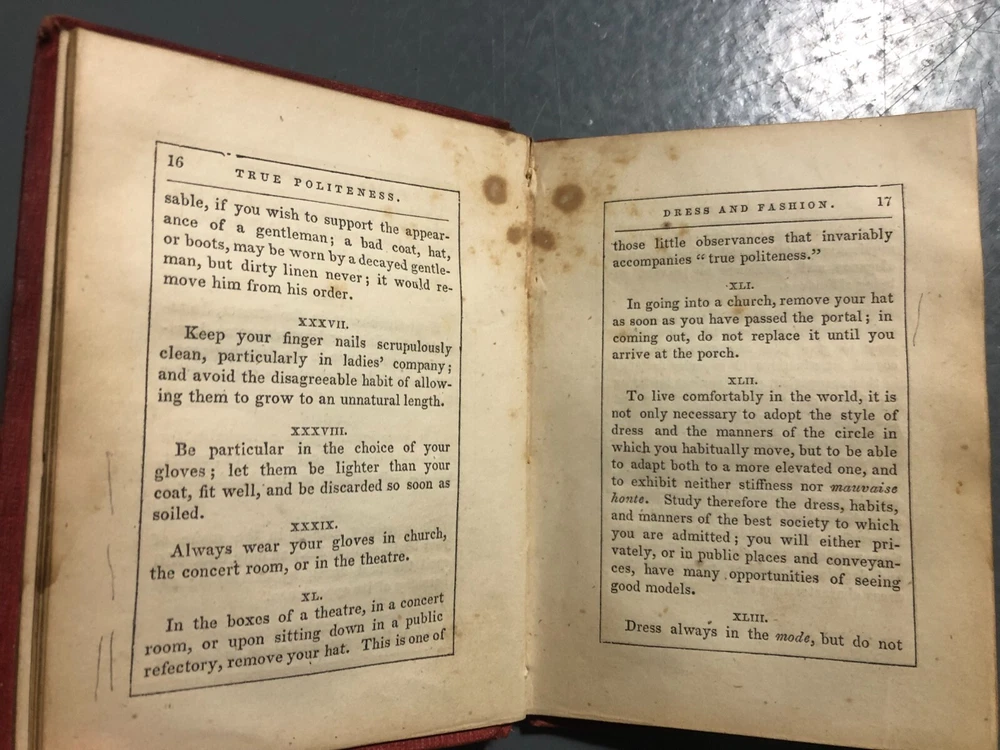 16
TRUE POLITENESS.
sable, if you wish to support the appear-
ance of a gentleman; a bad coat, hat,
or boots, may be worn by a decayed gentle-
man, but dirty linen never; it would re-
move him from his order.
XXXVII.
Keep your finger nails scrupulously
clean, particularly in ladies' company;
and avoid the disagreeable habit of allow-
ing them to grow to an unnatural length.
XXXVIII.
Be particular in the choice of your
gloves; let them be lighter than your
coat, fit well, and be discarded so soon as
soiled.
XXXIX.
Always wear your gloves in church,
the concert room, or in the theatre.
XL.
In the boxes of a theatre, in a concert
room, or upon sitting down in a public
refectory, remove your hat. This is one of
DRESS AND FASHION.
17
those little observances that invariably
accompanies "true politeness."
XLI.
In going into a church, remove your hat
as soon as you have passed the portal; in
coming out, do not replace it until you
arrive at the porch.
XLII.
To live comfortably in the world, it is
not only necessary to adopt the style of
dress and the manners of the circle in
which you habitually move, but to be able
to adapt both to a more elevated one, and
to exhibit neither stiffness nor mauvaise
honte. Study therefore the dress, habits,
and manners of the best society to which
you are admitted; you will either pri-
vately, or in public places and conveyan-
ces, have many opportunities of seeing
good models.
XLIII.
Dress always in the mode, but do not